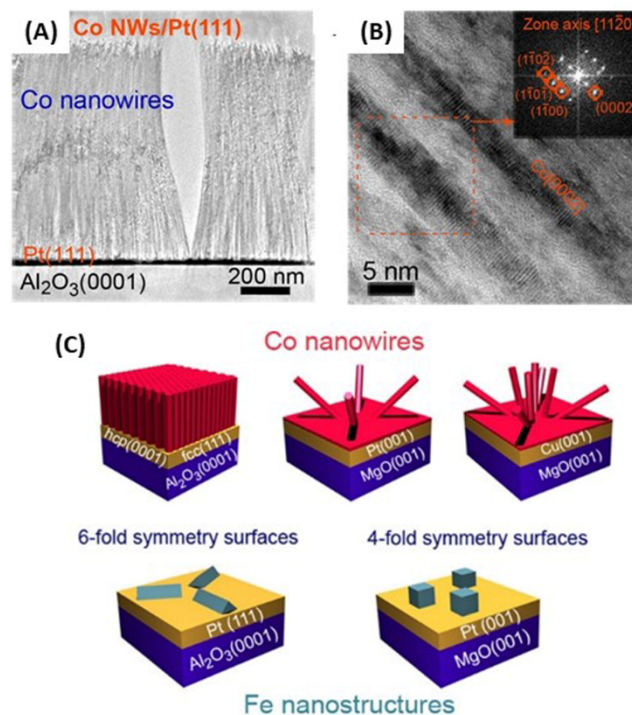 (A)
Co NWs/Pt(111)
Co nanowires
Pt(111)
Al₂O₃(0001)
200 nm
(B)
Zone axis [112̄0]
(11̄02̄)
(11̄01̄)
(11̄00)
(0002)
5 nm
(C)
Co nanowires
hcp(0001)
fcc(111)
Al₂O₃(0001)
Pt(001)
MgO(001)
Cu(001)
MgO(001)
6-fold symmetry surfaces
4-fold symmetry surfaces
Pt (111)
Al₂O₃(0001)
Pt (001)
MgO(001)
Fe nanostructures